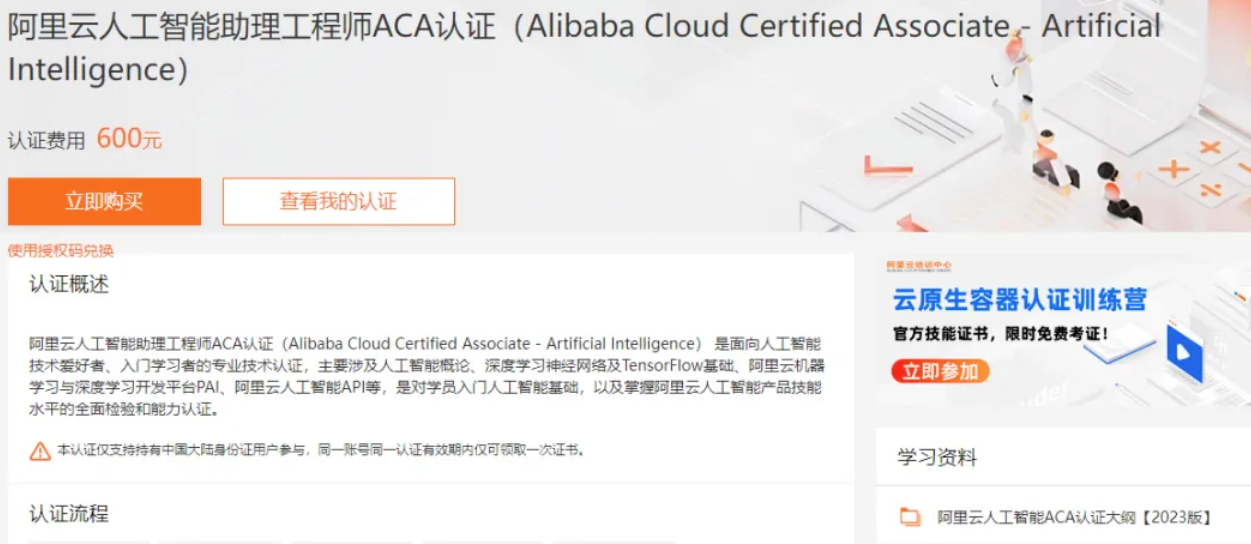 阿里云人工智能助理工程师ACA认证（Alibaba Cloud Certified Associate - Artificial
Intelligence）
认证费用 600元
立即购买
查看我的认证
使用授权码兑换
认证概述
阿里云人工智能助理工程师ACA认证（Alibaba Cloud Certified Associate - Artificial Intelligence） 是面向人工智能
技术爱好者、入门学习者的专业技术认证，主要涉及人工智能概论、深度学习神经网络及TensorFlow基础、阿里云机器
学习与深度学习开发平台PAI、阿里云人工智能API等，是对学员入门人工智能基础，以及掌握阿里云人工智能产品技能
水平的全面检验和能力认证。
本认证仅支持持有中国大陆身份证用户参与，同一账号同一认证有效期内仅可领取一次证书。
认证流程
阿里云培训中心
云原生容器认证训练营
官方技能证书，限时免费考证！
立即参加
学习资料
阿里云人工智能ACA认证大纲【2023版】